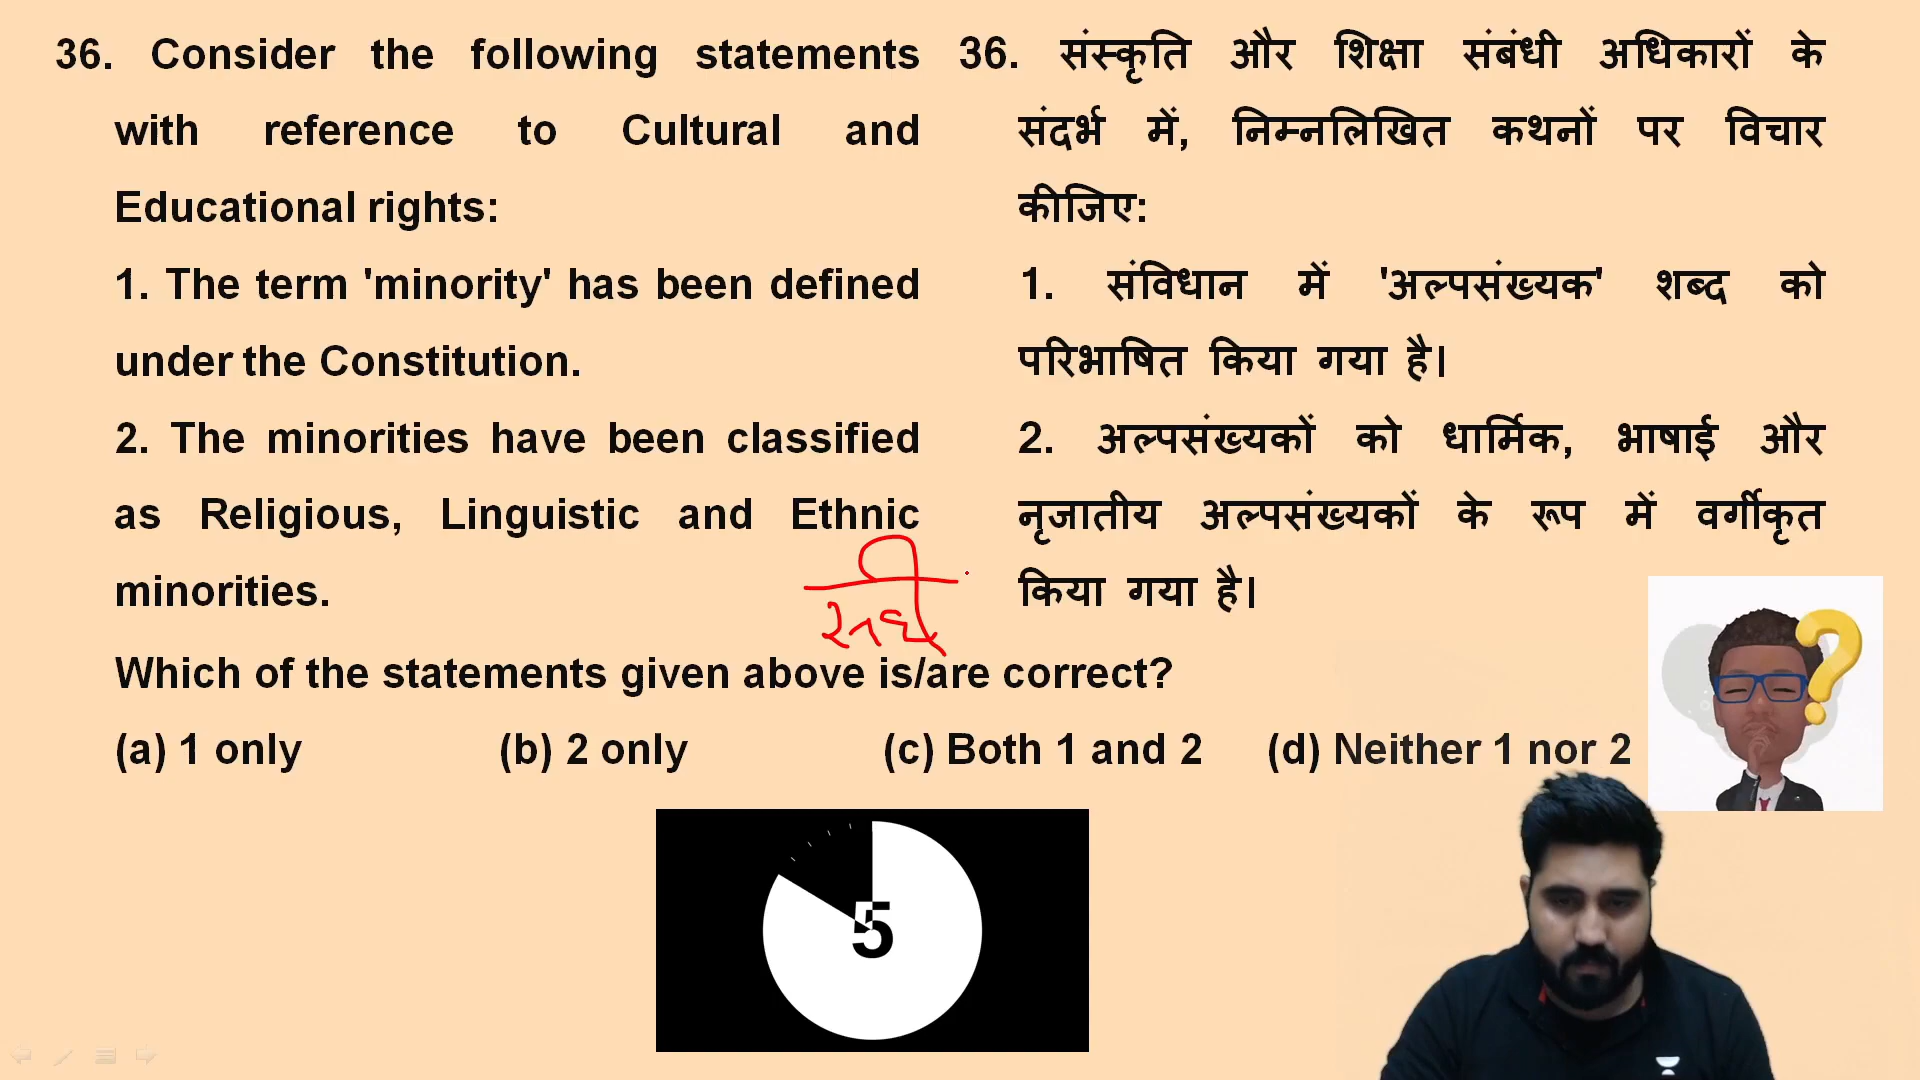 36. Consider the following statements
with reference to Cultural and
Educational rights:
1. The term 'minority' has been defined
under the Constitution.
2. The minorities have been classified
as Religious, Linguistic and Ethnic
minorities.
36. संस्कृति और शिक्षा संबंधी अधिकारों के
संदर्भ में, निम्नलिखित कथनों पर विचार
कीजिए:
1. संविधान में 'अल्पसंख्यक' शब्द को
परिभाषित किया गया है।
2. अल्पसंख्यकों को धार्मिक, भाषाई और
नृजातीय अल्पसंख्यकों के रूप में वर्गीकृत
किया गया है।
Which of the statements given above is/are correct?
(a) 1 only (b) 2 only (c) Both 1 and 2 (d) Neither 1 nor 2
5